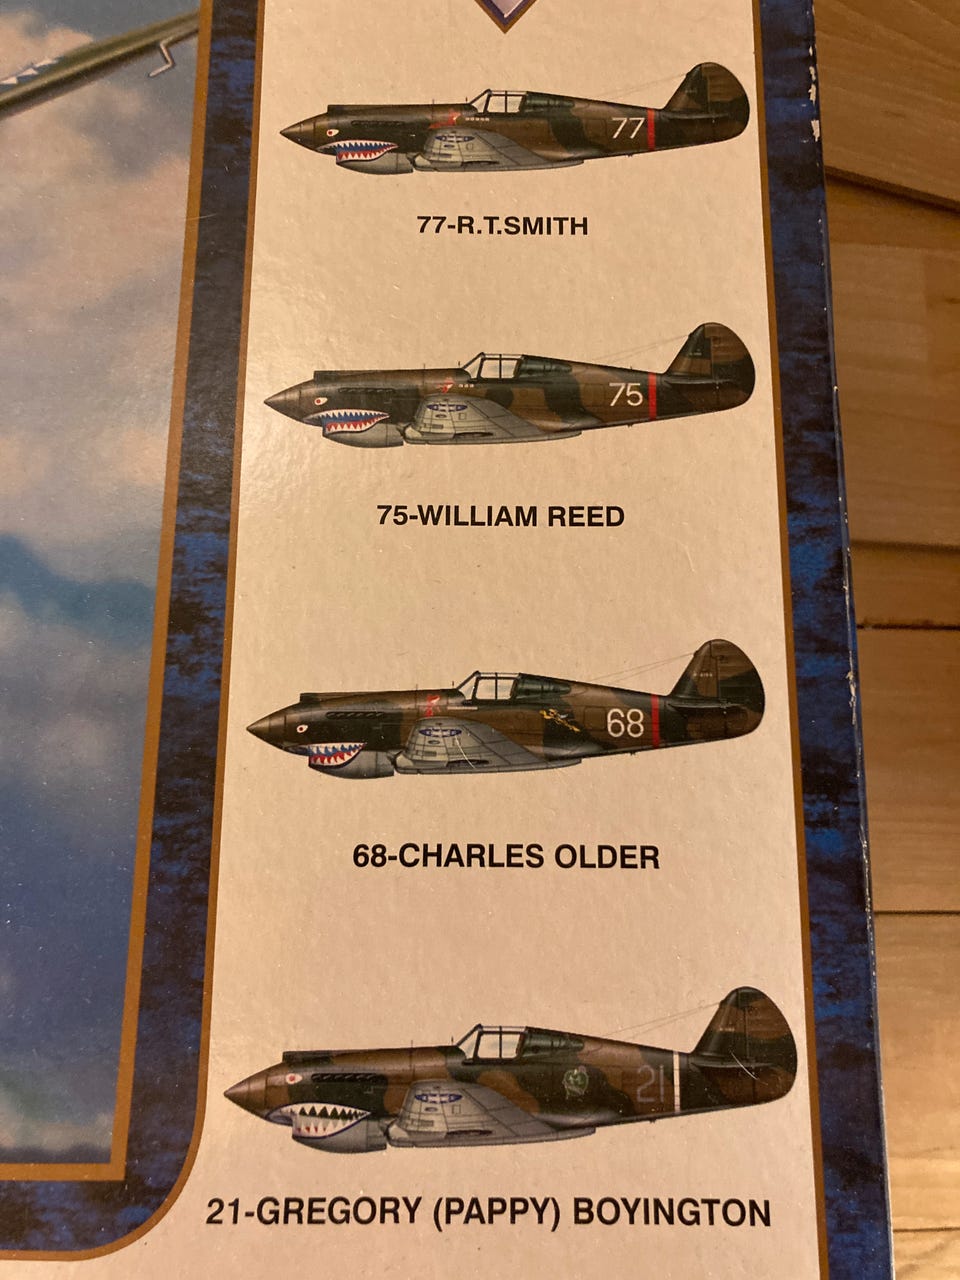 77
77-R.T.SMITH
75
75-WILLIAM REED
68
68-CHARLES OLDER
21
21-GREGORY (PAPPY) BOYINGTON